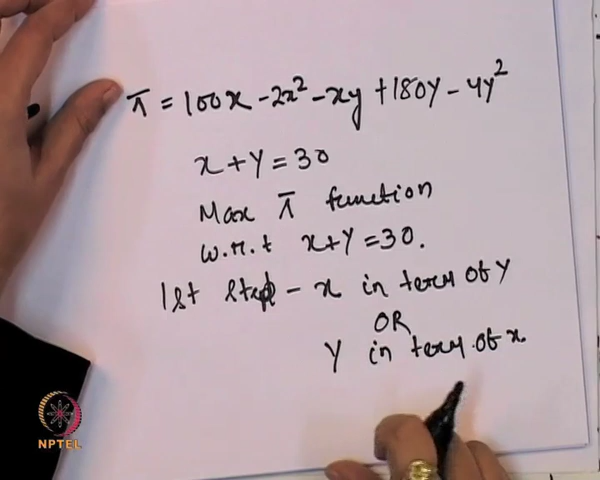 π = 100x - 2x² - xy + 180y - 4y²
x + y = 30
Max π function
w.r.t x+y = 30.
1st step - x in term of y
OR
y in term of x.
NPTEL